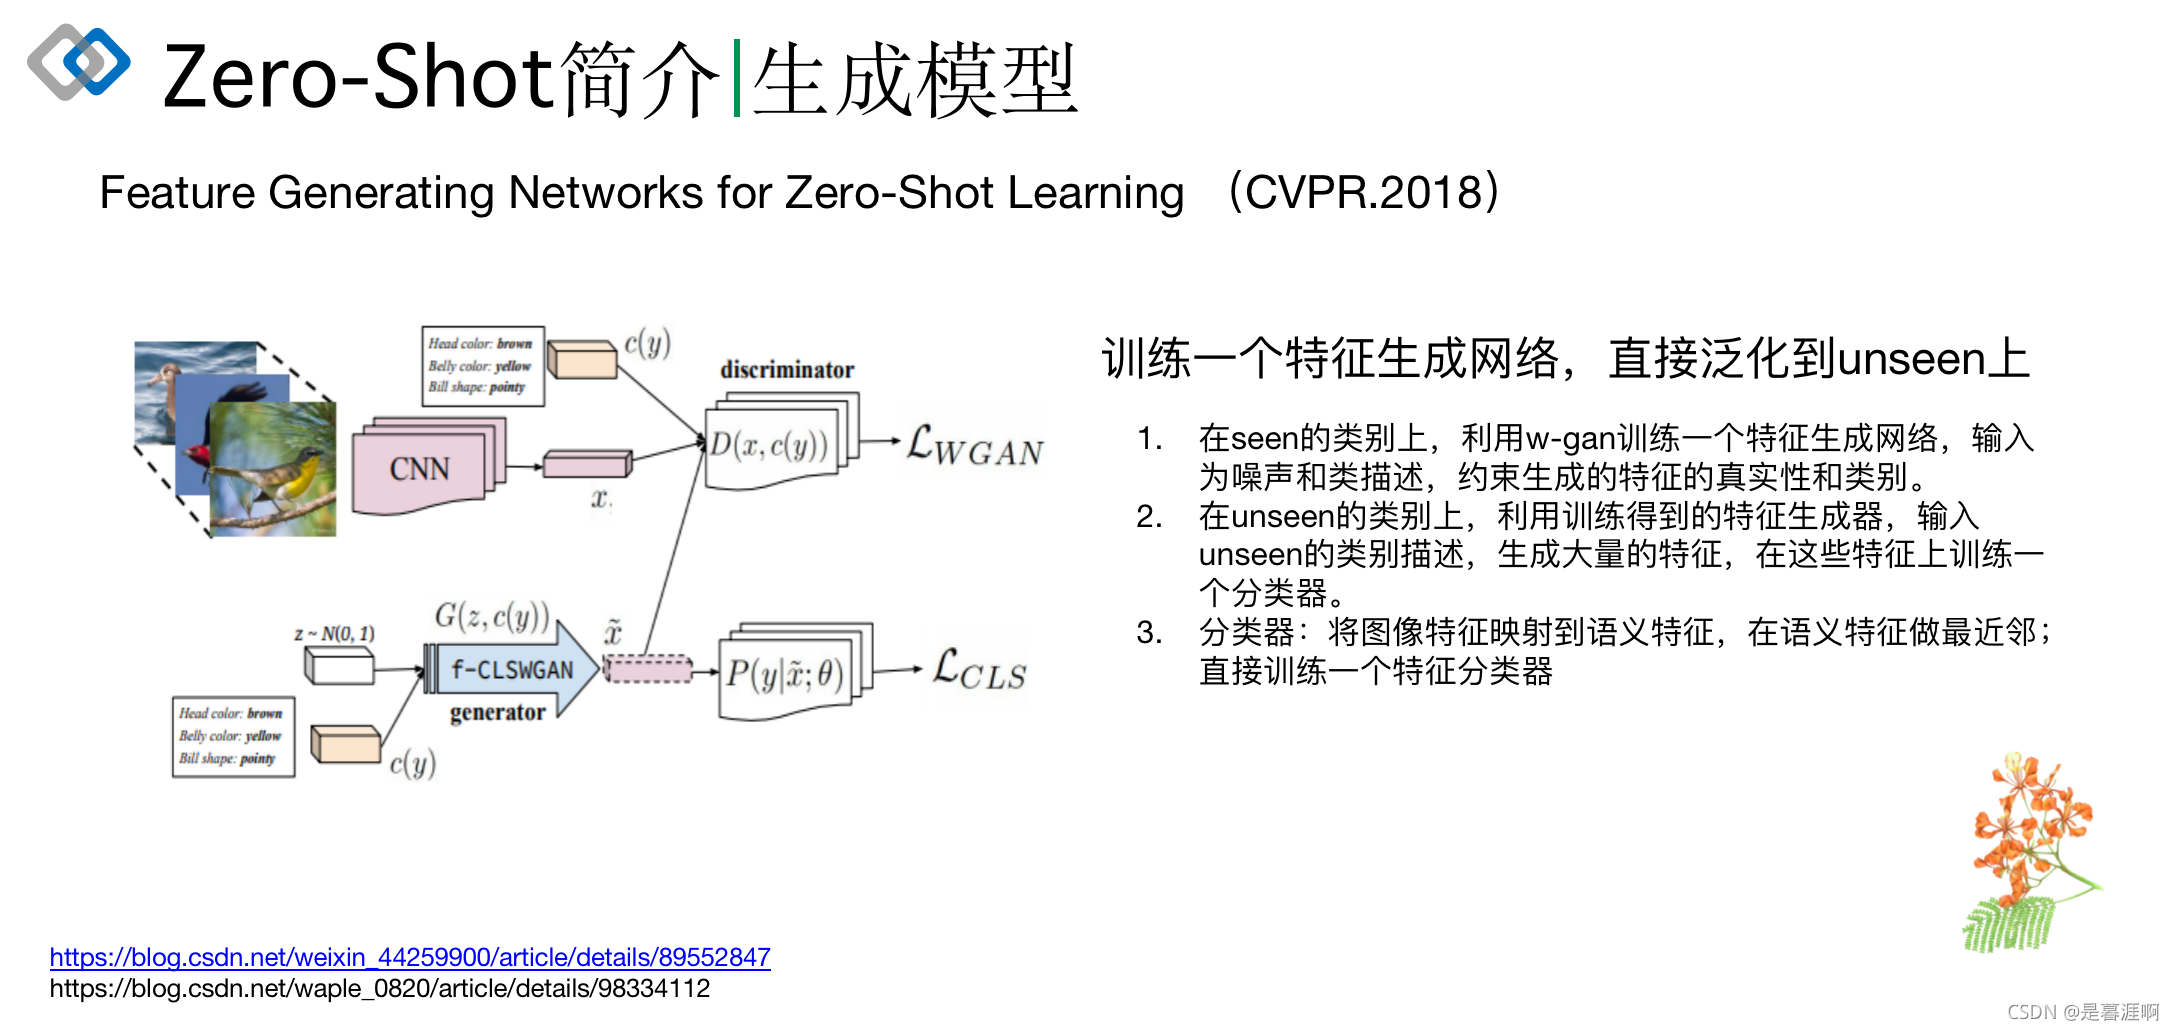 Zero-Shot简介|生成模型
Feature Generating Networks for Zero-Shot Learning （CVPR.2018）
Head color: brown
Belly color: yellow
Bill shape: pointy
c(y)
discriminator
CNN
x
D(x, c(y))
ℒWGAN
z ~ N(0, 1)
G(z, c(y))
f-CLSWGAN
generator
x̃
P(y|x̃; θ)
ℒCLS
Head color: brown
Belly color: yellow
Bill shape: pointy
c(y)
训练一个特征生成网络，直接泛化到unseen上
1. 在seen的类别上，利用w-gan训练一个特征生成网络，输入
为噪声和类描述，约束生成的特征的真实性和类别。
2. 在unseen的类别上，利用训练得到的特征生成器，输入
unseen的类别描述，生成大量的特征，在这些特征上训练一
个分类器。
3. 分类器：将图像特征映射到语义特征，在语义特征做最近邻；
直接训练一个特征分类器
https://blog.csdn.net/weixin_44259900/article/details/89552847
https://blog.csdn.net/waple_0820/article/details/98334112
CSDN @是暮涯啊